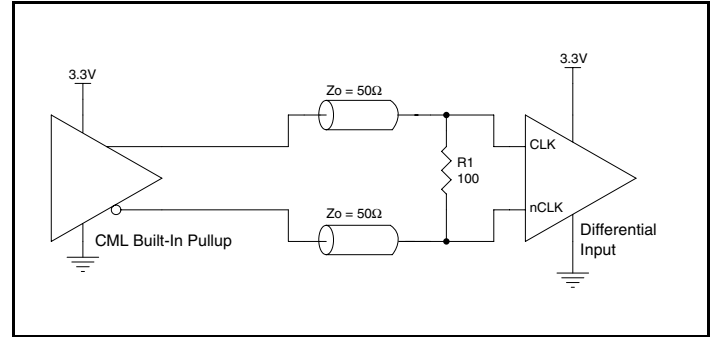 3.3V
3.3V
Zo = 50Ω
CLK
R1
100
Zo = 50Ω
nCLK
CML Built-In Pullup
Differential
Input